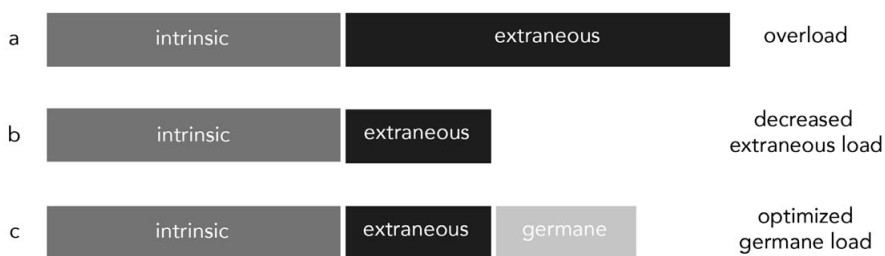 a intrinsic extraneous overload
b intrinsic extraneous decreased
extraneous load
c intrinsic extraneous germane optimized
germane load